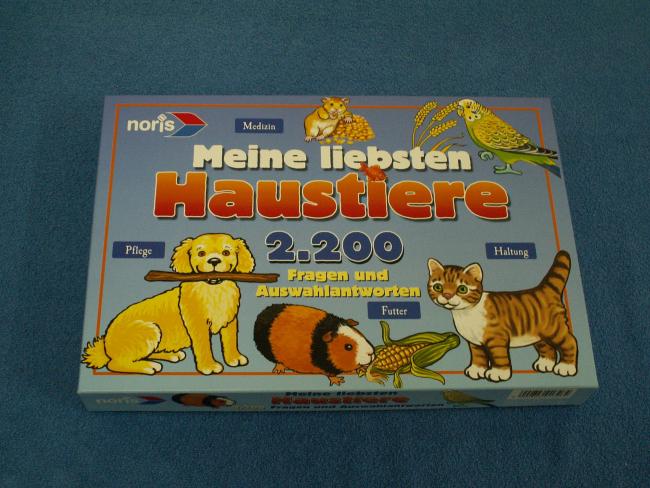 noris
Medizin
Meine liebsten
Haustiere
Pflege
2.200
Haltung
Fragen und
Auswahlantworten
Futter
noris
Meine liebsten
Haustiere
Fragen und Auswahlantworten